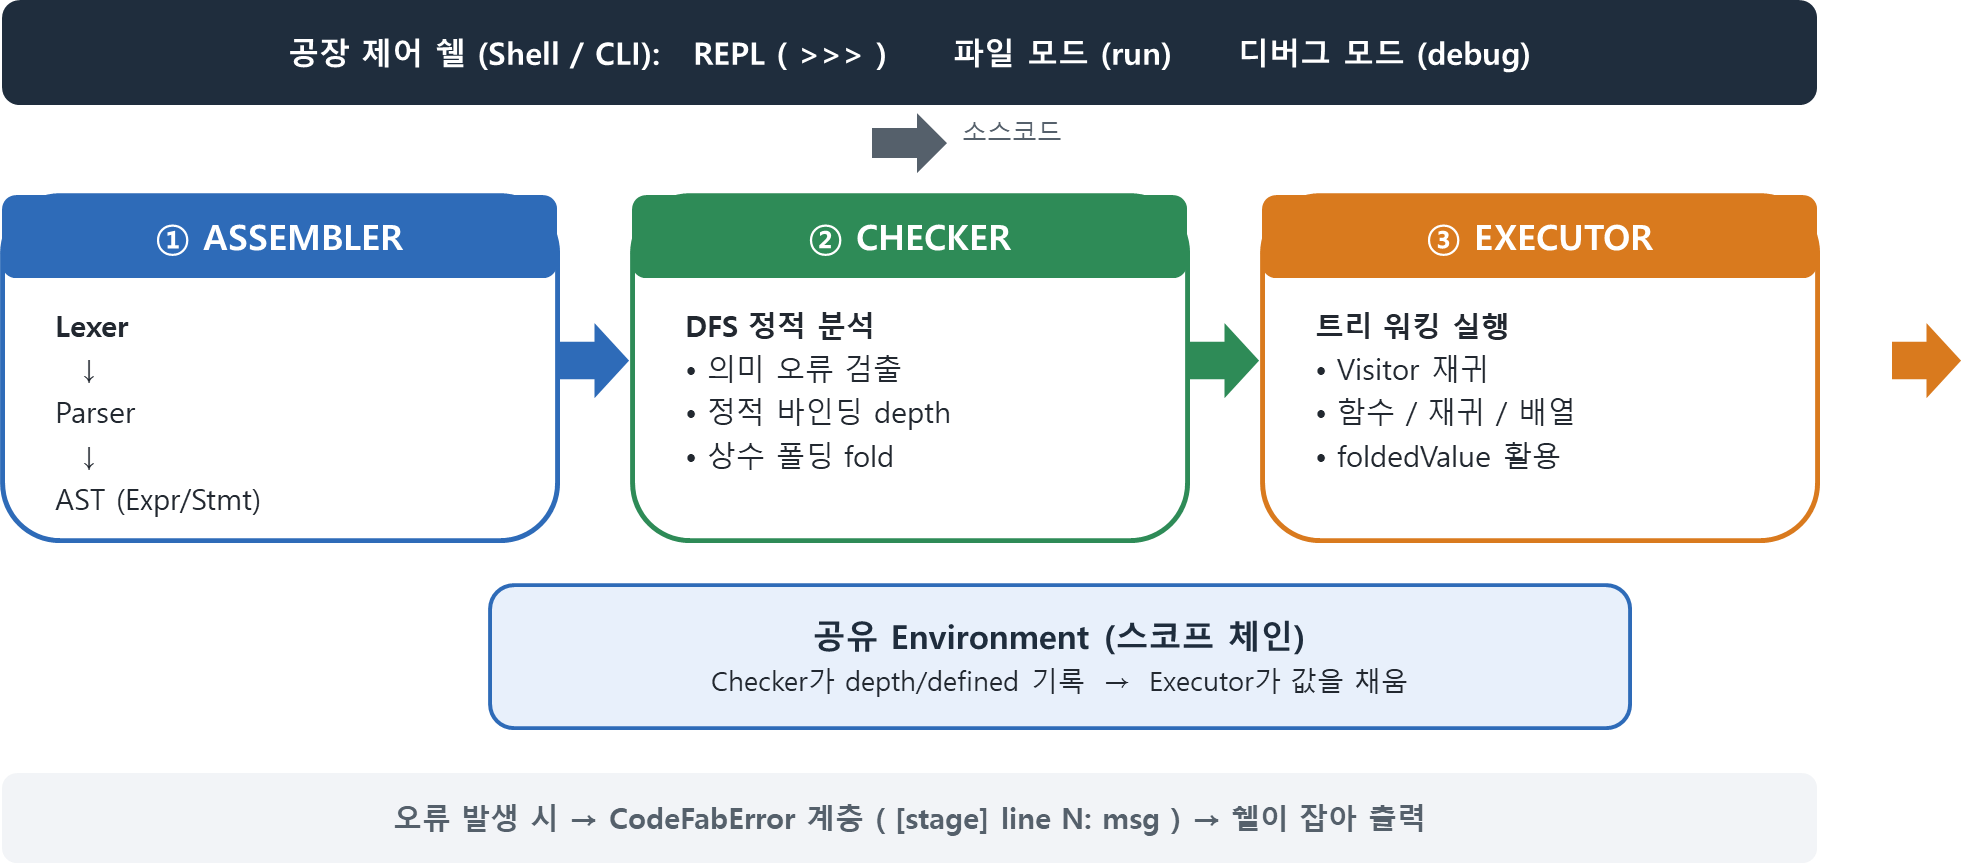 공장 제어 쉘 (Shell / CLI): REPL ( >>> ) 파일 모드 (run) 디버그 모드 (debug)
소스코드
① ASSEMBLER
Lexer
↓
Parser
↓
AST (Expr/Stmt)
② CHECKER
DFS 정적 분석
• 의미 오류 검출
• 정적 바인딩 depth
• 상수 폴딩 fold
③ EXECUTOR
트리 워킹 실행
• Visitor 재귀
• 함수 / 재귀 / 배열
• foldedValue 활용
공유 Environment (스코프 체인)
Checker가 depth/defined 기록 → Executor가 값을 채움
오류 발생 시 → CodeFabError 계층 ( [stage] line N: msg ) → 쉘이 잡아 출력